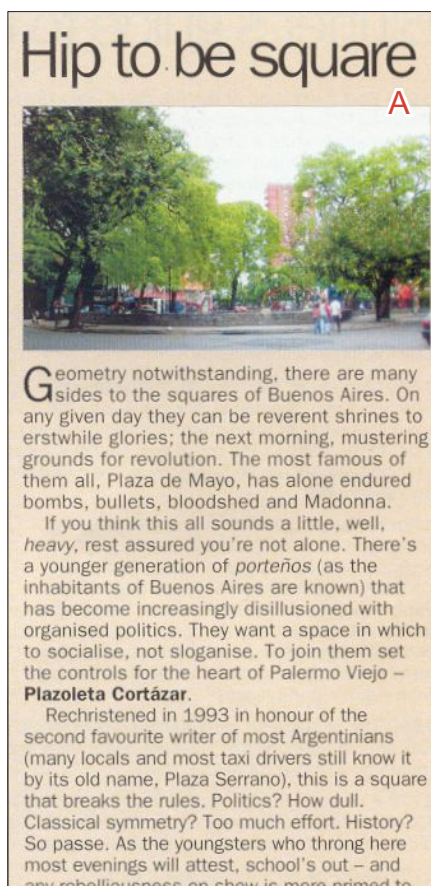 Hip to be square
A
Geometry notwithstanding, there are many
sides to the squares of Buenos Aires. On
any given day they can be reverent shrines to
erstwhile glories; the next morning, mustering
grounds for revolution. The most famous of
them all, Plaza de Mayo, has alone endured
bombs, bullets, bloodshed and Madonna.
If you think this all sounds a little, well,
heavy, rest assured you're not alone. There's
a younger generation of porteños (as the
inhabitants of Buenos Aires are known) that
has become increasingly disillusioned with
organised politics. They want a space in which
to socialise, not sloganise. To join them set
the controls for the heart of Palermo Viejo –
Plazoleta Cortázar.
Rechristened in 1993 in honour of the
second favourite writer of most Argentinians
(many locals and most taxi drivers still know it
by its old name, Plaza Serrano), this is a square
that breaks the rules. Politics? How dull.
Classical symmetry? Too much effort. History?
So passe. As the youngsters who throng here
most evenings will attest, school's out – and
any rebelliousness on show is more primed to